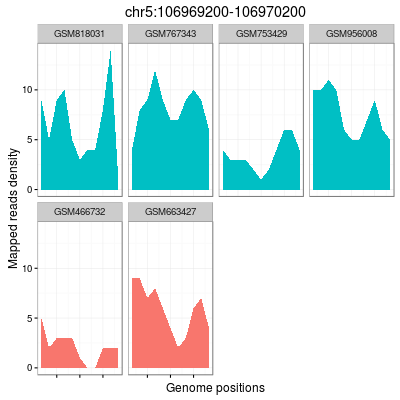 chr5:106969200-106970200
GSM818031 GSM767343 GSM753429 GSM956008
10
5
0
GSM466732 GSM663427
10
5
0
Mapped reads density
Genome positions